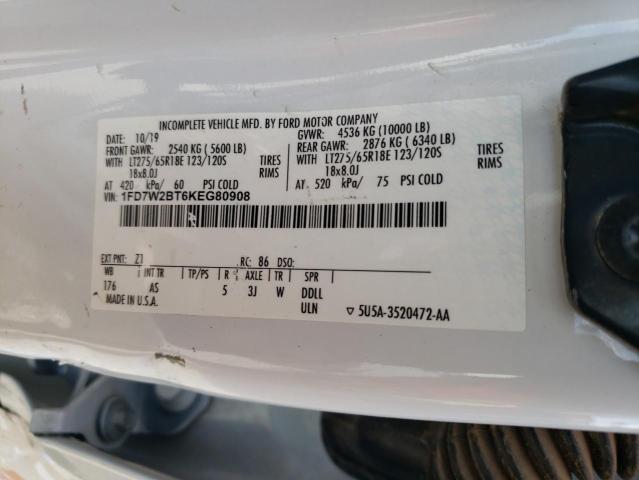 INCOMPLETE VEHICLE MFD. BY FORD MOTOR COMPANY
DATE: 10/19 GVWR: 4536 KG (10000 LB)
FRONT GAWR: 2540 KG (5600 LB) REAR GAWR: 2876 KG (6340 LB)
WITH LT275/65R18E 123/120S TIRES WITH LT275/65R18E 123/120S TIRES
18x8.0J RIMS 18x8.0J RIMS
AT 420 kPa/ 60 PSI COLD AT 520 kPa/ 75 PSI COLD
VIN: 1FD7W2BT6KEG80908
EXT PNT: Z1 RC: 86 DSO:
WB INT TR TP/PS R AXLE TR SPR
176 AS 5 3J W DDLL
MADE IN U.S.A. ULN ▽ 5U5A-3520472-AA